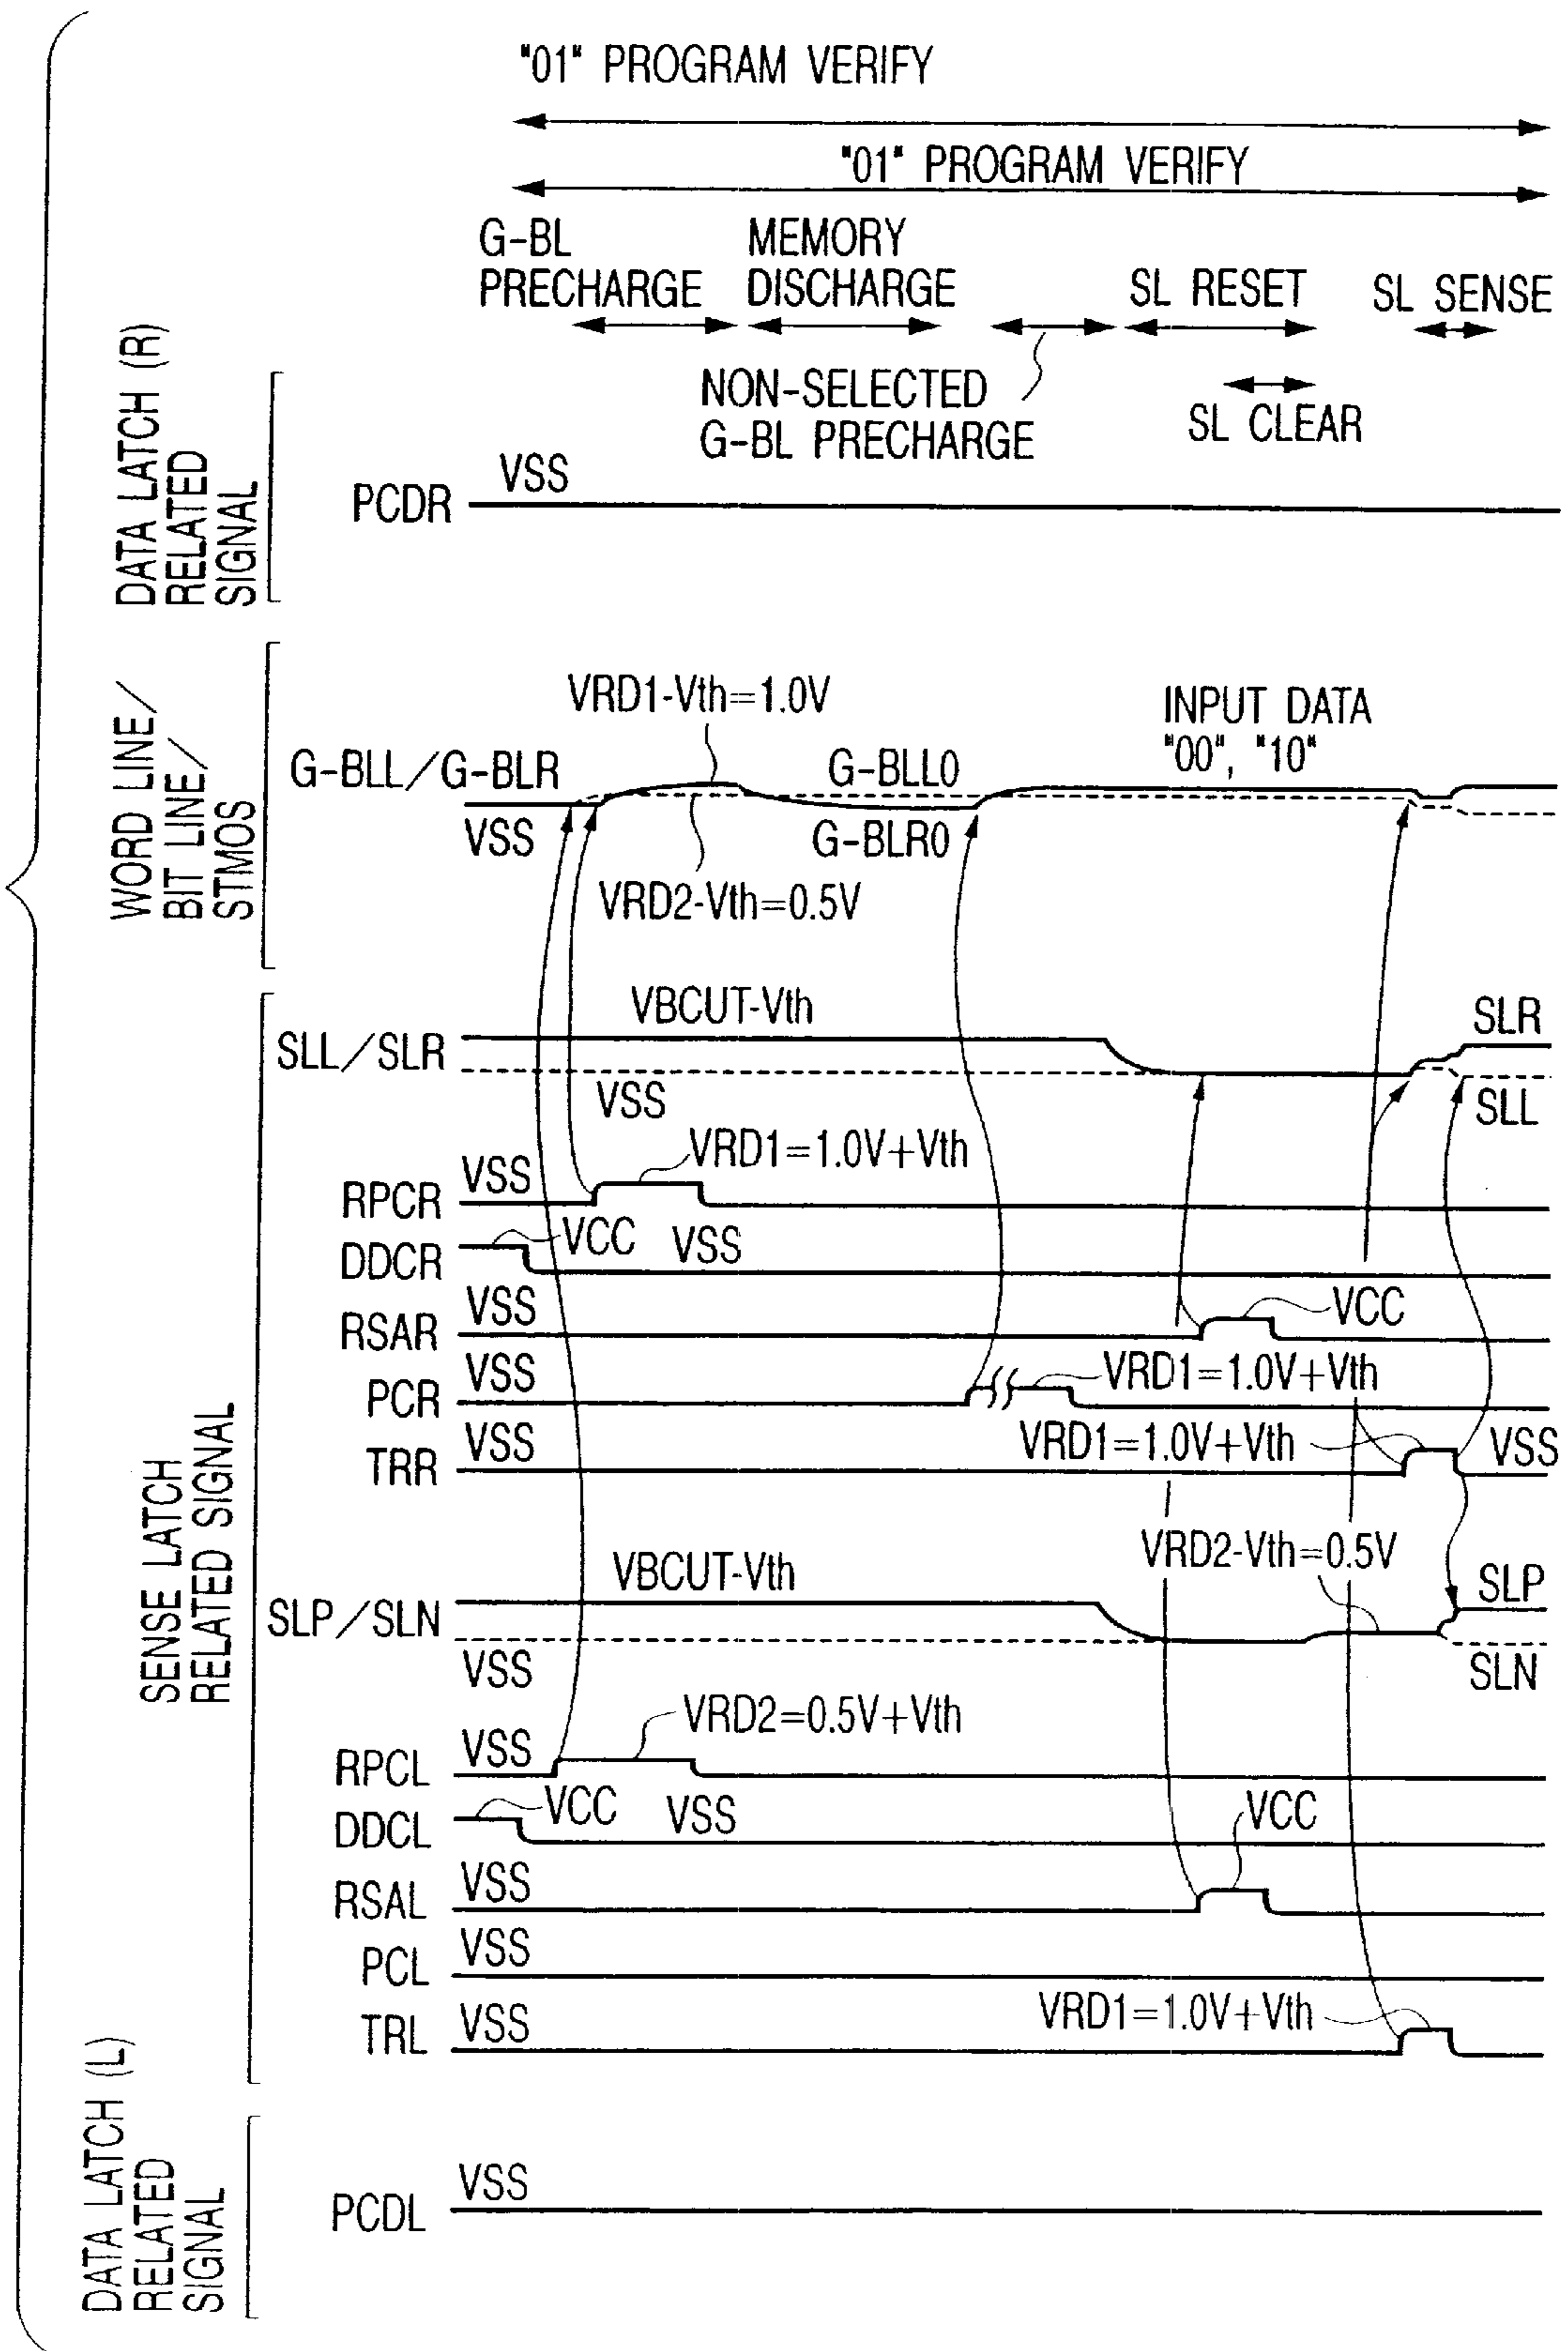 "01" PROGRAM VERIFY
"01" PROGRAM VERIFY
G-BL
PRECHARGE
MEMORY
DISCHARGE
SL RESET
SL SENSE
NON-SELECTED
G-BL PRECHARGE
SL CLEAR
DATA LATCH (R)
RELATED
SIGNAL
PCDR
VSS
WORD LINE/
BIT LINE/
STMOS
VRD1-Vth=1.0V
INPUT DATA
"00", "10"
G-BLL/G-BLR
G-BLL0
VSS
G-BLR0
VRD2-Vth=0.5V
SENSE LATCH
RELATED SIGNAL
VBCUT-Vth
SLR
SLL/SLR
VSS
SLL
VRD1=1.0V+Vth
RPCR
VSS
DDCR
VCC
VSS
RSAR
VSS
VCC
PCR
VSS
VRD1=1.0V+Vth
TRR
VSS
VRD1=1.0V+Vth
VSS
VRD2-Vth=0.5V
VBCUT-Vth
SLP
SLP/SLN
VSS
SLN
VRD2=0.5V+Vth
RPCL
VSS
DDCL
VCC
VSS
VCC
RSAL
VSS
PCL
VSS
VRD1=1.0V+Vth
TRL
VSS
DATA LATCH (L)
RELATED
SIGNAL
PCDL
VSS